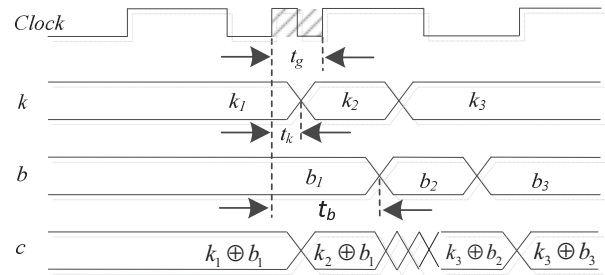 Clock
t_g
k k_1 k_2 k_3
t_k
b b_1 b_2 b_3
t_b
c k_1 ⊕ b_1 k_2 ⊕ b_1 k_3 ⊕ b_2 k_3 ⊕ b_3